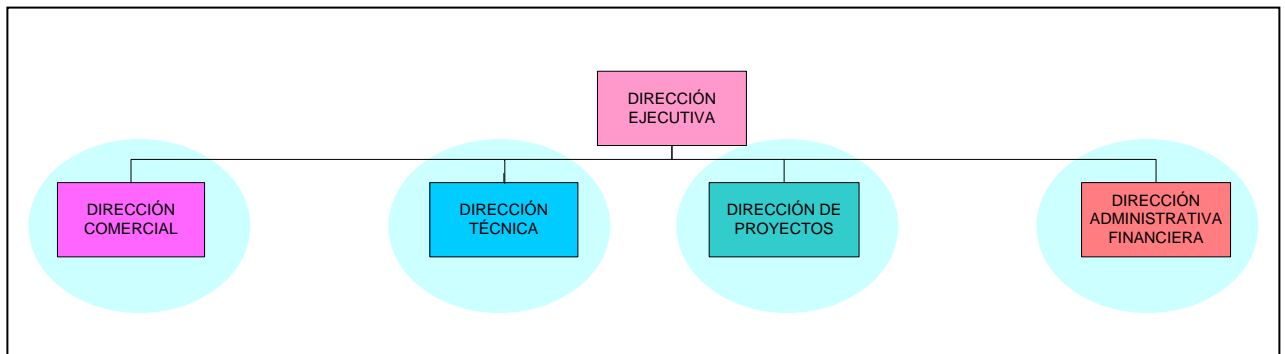 DIRECCIÓN
EJECUTIVA
DIRECCIÓN
COMERCIAL
DIRECCIÓN
TÉCNICA
DIRECCIÓN DE
PROYECTOS
DIRECCIÓN
ADMINISTRATIVA
FINANCIERA